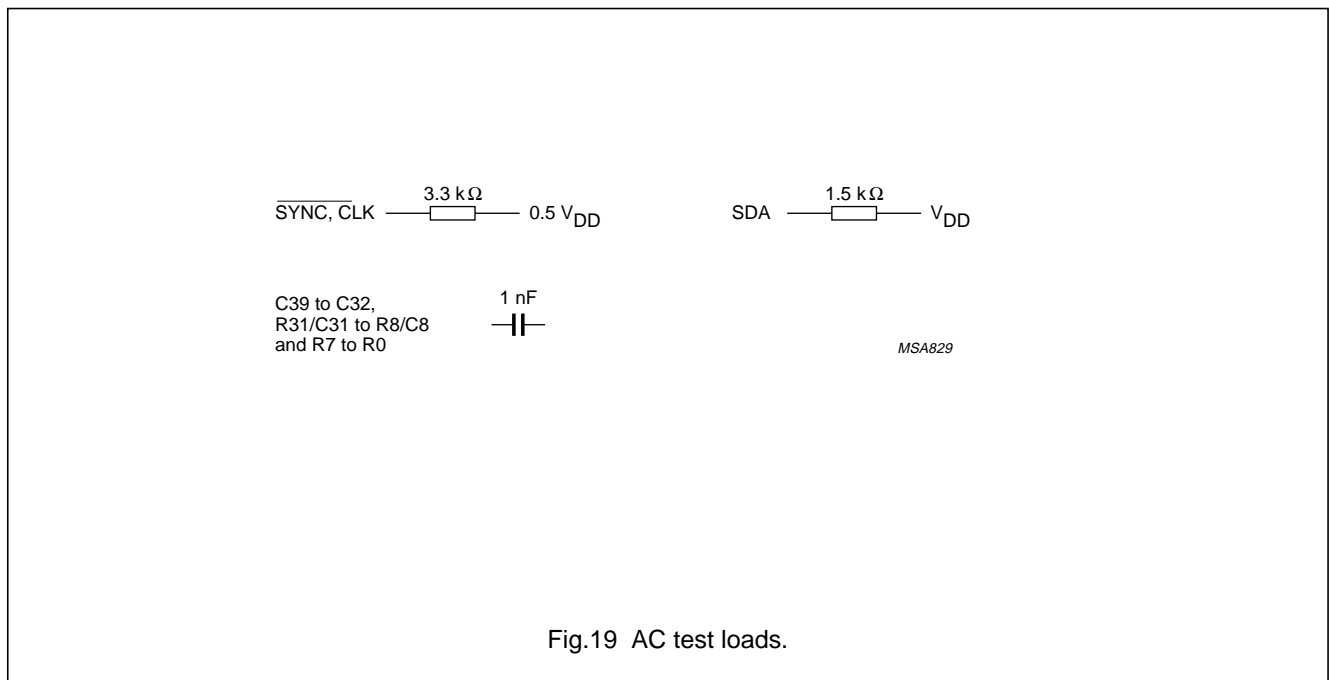 3.3 kΩ
SYNC, CLK 0.5 VDD
1.5 kΩ
SDA VDD
C39 to C32,
R31/C31 to R8/C8
and R7 to R0
1 nF
MSA829
Fig.19 AC test loads.